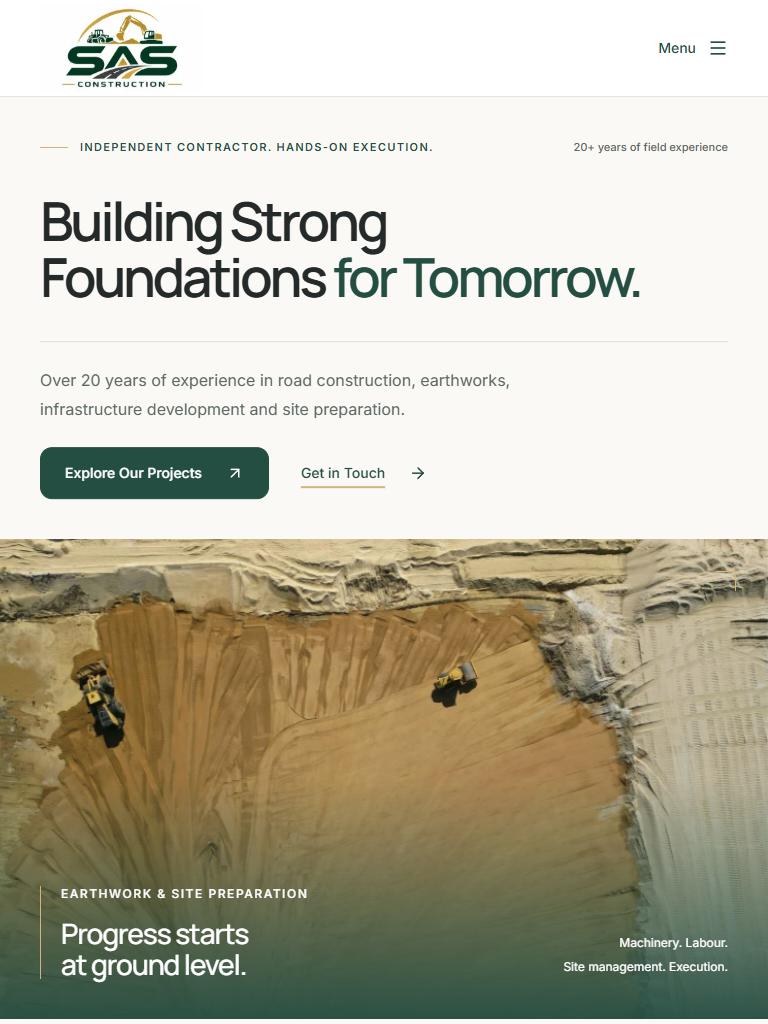 SAS
CONSTRUCTION
Menu
INDEPENDENT CONTRACTOR. HANDS-ON EXECUTION.
20+ years of field experience
Building Strong
Foundations for Tomorrow.
Over 20 years of experience in road construction, earthworks,
infrastructure development and site preparation.
Explore Our Projects
Get in Touch
EARTHWORK & SITE PREPARATION
Progress starts
at ground level.
Machinery. Labour.
Site management. Execution.